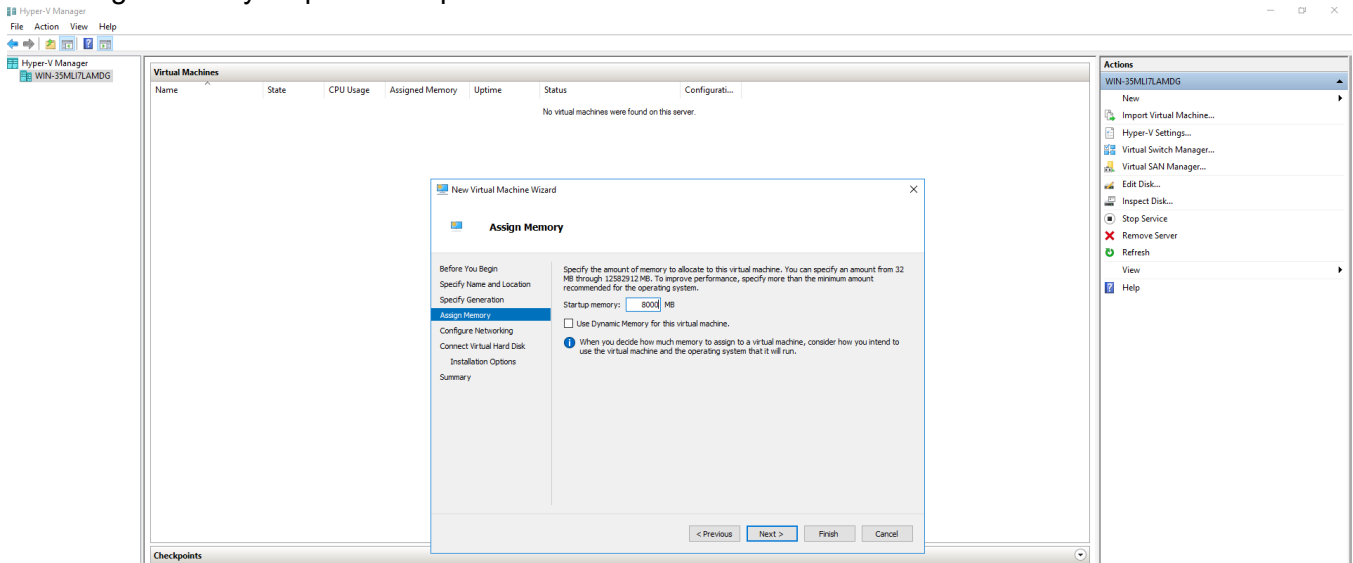 Hyper-V Manager
File Action View Help
Hyper-V Manager
WIN-35MLI7LAMDG
Virtual Machines
Name State CPU Usage Assigned Memory Uptime Status Configurati...
No virtual machines were found on this server.
New Virtual Machine Wizard
Assign Memory
Before You Begin
Specify Name and Location
Specify Generation
Assign Memory
Configure Networking
Connect Virtual Hard Disk
Installation Options
Summary
Specify the amount of memory to allocate to this virtual machine. You can specify an amount from 32
MB through 12582912 MB. To improve performance, specify more than the minimum amount
recommended for the operating system.
Startup memory: 8000 MB
Use Dynamic Memory for this virtual machine.
When you decide how much memory to assign to a virtual machine, consider how you intend to
use the virtual machine and the operating system that it will run.
< Previous Next > Finish Cancel
Checkpoints
Actions
WIN-35MLI7LAMDG
New
Import Virtual Machine...
Hyper-V Settings...
Virtual Switch Manager...
Virtual SAN Manager...
Edit Disk...
Inspect Disk...
Stop Service
Remove Server
Refresh
View
Help